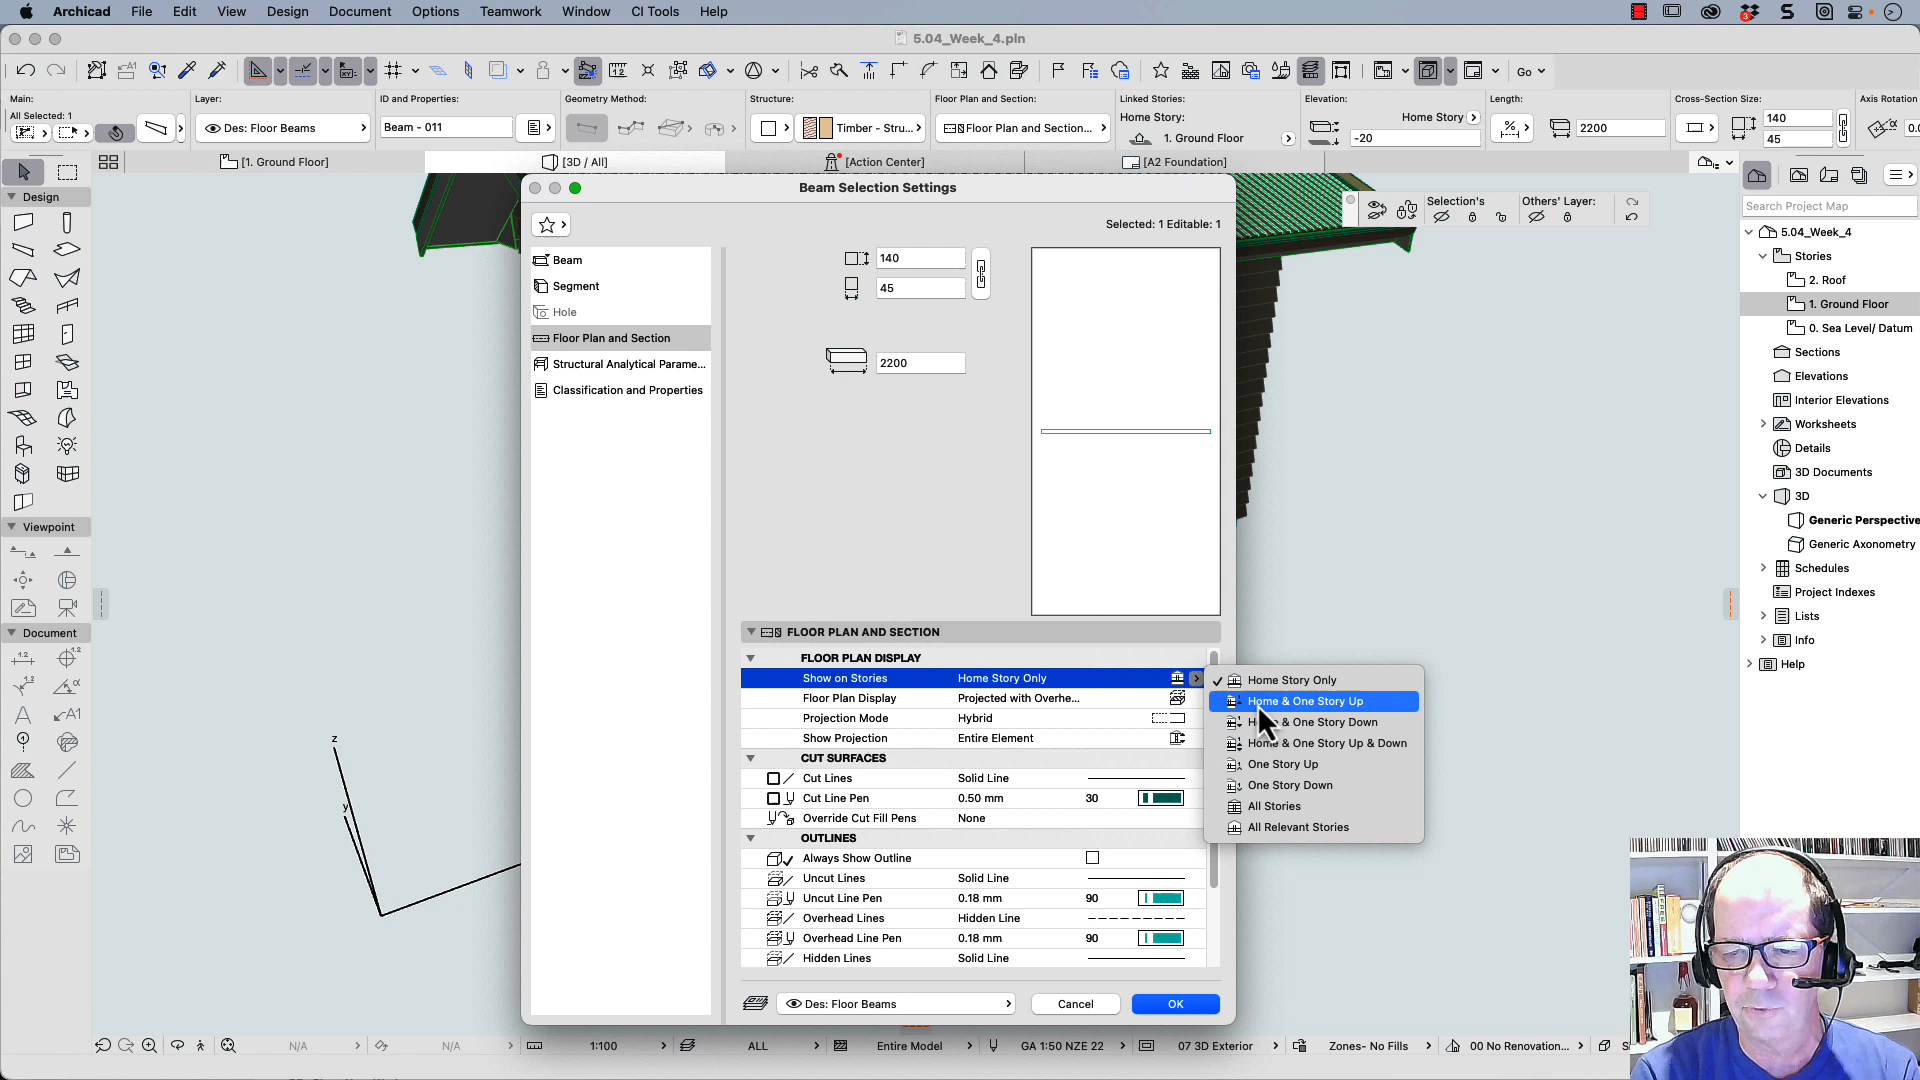 Archicad File Edit View Design Document Options Teamwork Window CI Tools Help
3
5.04_Week_4.pln
Go
Main:
All Selected: 1
Layer:
Des: Floor Beams
ID and Properties:
Beam - 011
Geometry Method:
Structure:
Timber - Stru...
Floor Plan and Section:
Floor Plan and Section...
Linked Stories:
Home Story:
1. Ground Floor
Elevation:
Home Story
-20
Length:
2200
Cross-Section Size:
140
45
Axis Rotation
[1. Ground Floor]
[3D / All]
[Action Center]
[A2 Foundation]
Selection's
Others' Layer:
Design
Viewpoint
Document
Beam Selection Settings
Selected: 1 Editable: 1
Beam
Segment
Hole
Floor Plan and Section
Structural Analytical Parame...
Classification and Properties
140
45
2200
FLOOR PLAN AND SECTION
FLOOR PLAN DISPLAY
Show on Stories Home Story Only
Floor Plan Display Projected with Overhe...
Projection Mode Hybrid
Show Projection Entire Element
CUT SURFACES
Cut Lines Solid Line
Cut Line Pen 0.50 mm 30
Override Cut Fill Pens None
OUTLINES
Always Show Outline
Uncut Lines Solid Line
Uncut Line Pen 0.18 mm 90
Overhead Lines Hidden Line
Overhead Line Pen 0.18 mm 90
Hidden Lines Solid Line
Des: Floor Beams
Cancel
OK
Home Story Only
Home & One Story Up
& One Story Down
Home & One Story Up & Down
One Story Up
One Story Down
All Stories
All Relevant Stories
Search Project Map
5.04_Week_4
Stories
2. Roof
1. Ground Floor
0. Sea Level/ Datum
Sections
Elevations
Interior Elevations
Worksheets
Details
3D Documents
3D
Generic Perspective
Generic Axonometry
Schedules
Project Indexes
Lists
Info
Help
z
y
N/A
N/A
1:100
ALL
Entire Model
GA 1:50 NZE 22
07 3D Exterior
Zones- No Fills
00 No Renovation...